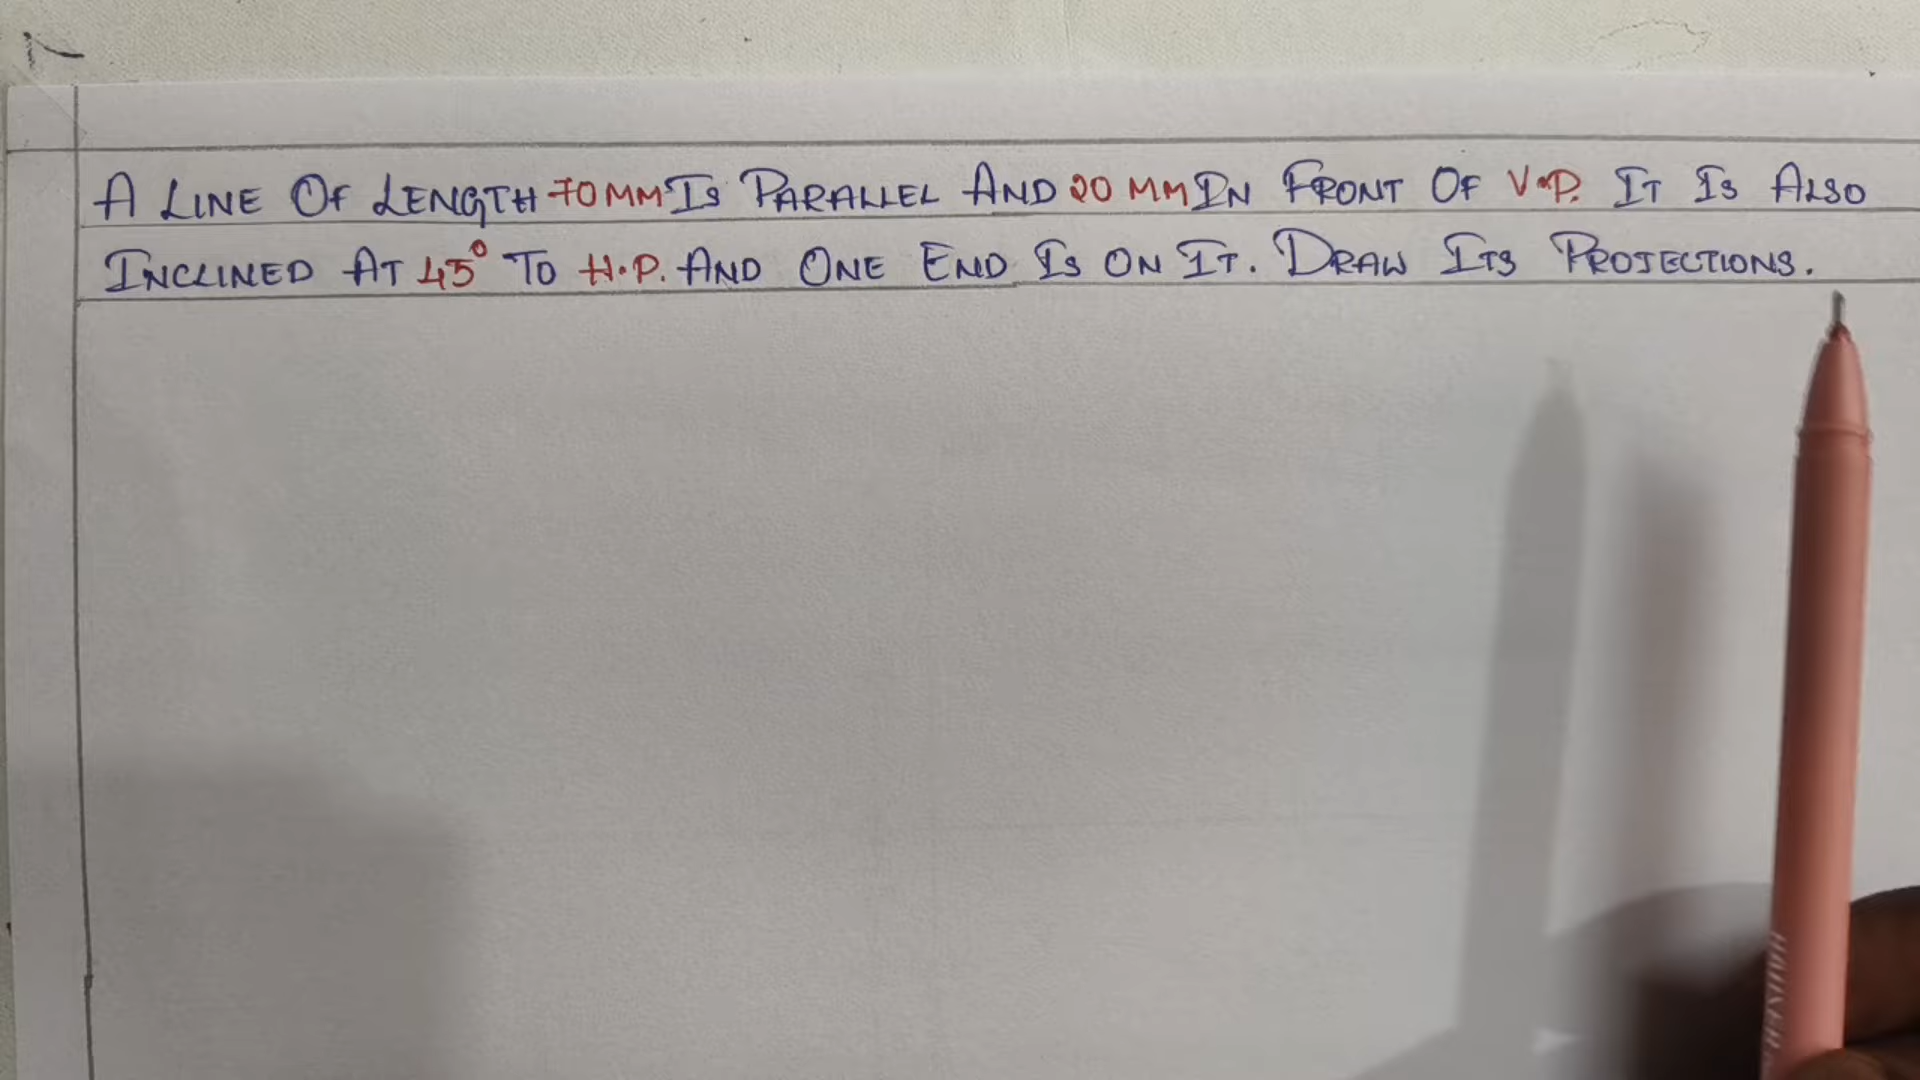 A LINE OF LENGTH 70 MM IS PARALLEL AND 20 MM IN FRONT OF V.P. IT IS ALSO
INCLINED AT 45° TO H.P. AND ONE END IS ON IT. DRAW ITS PROJECTIONS.